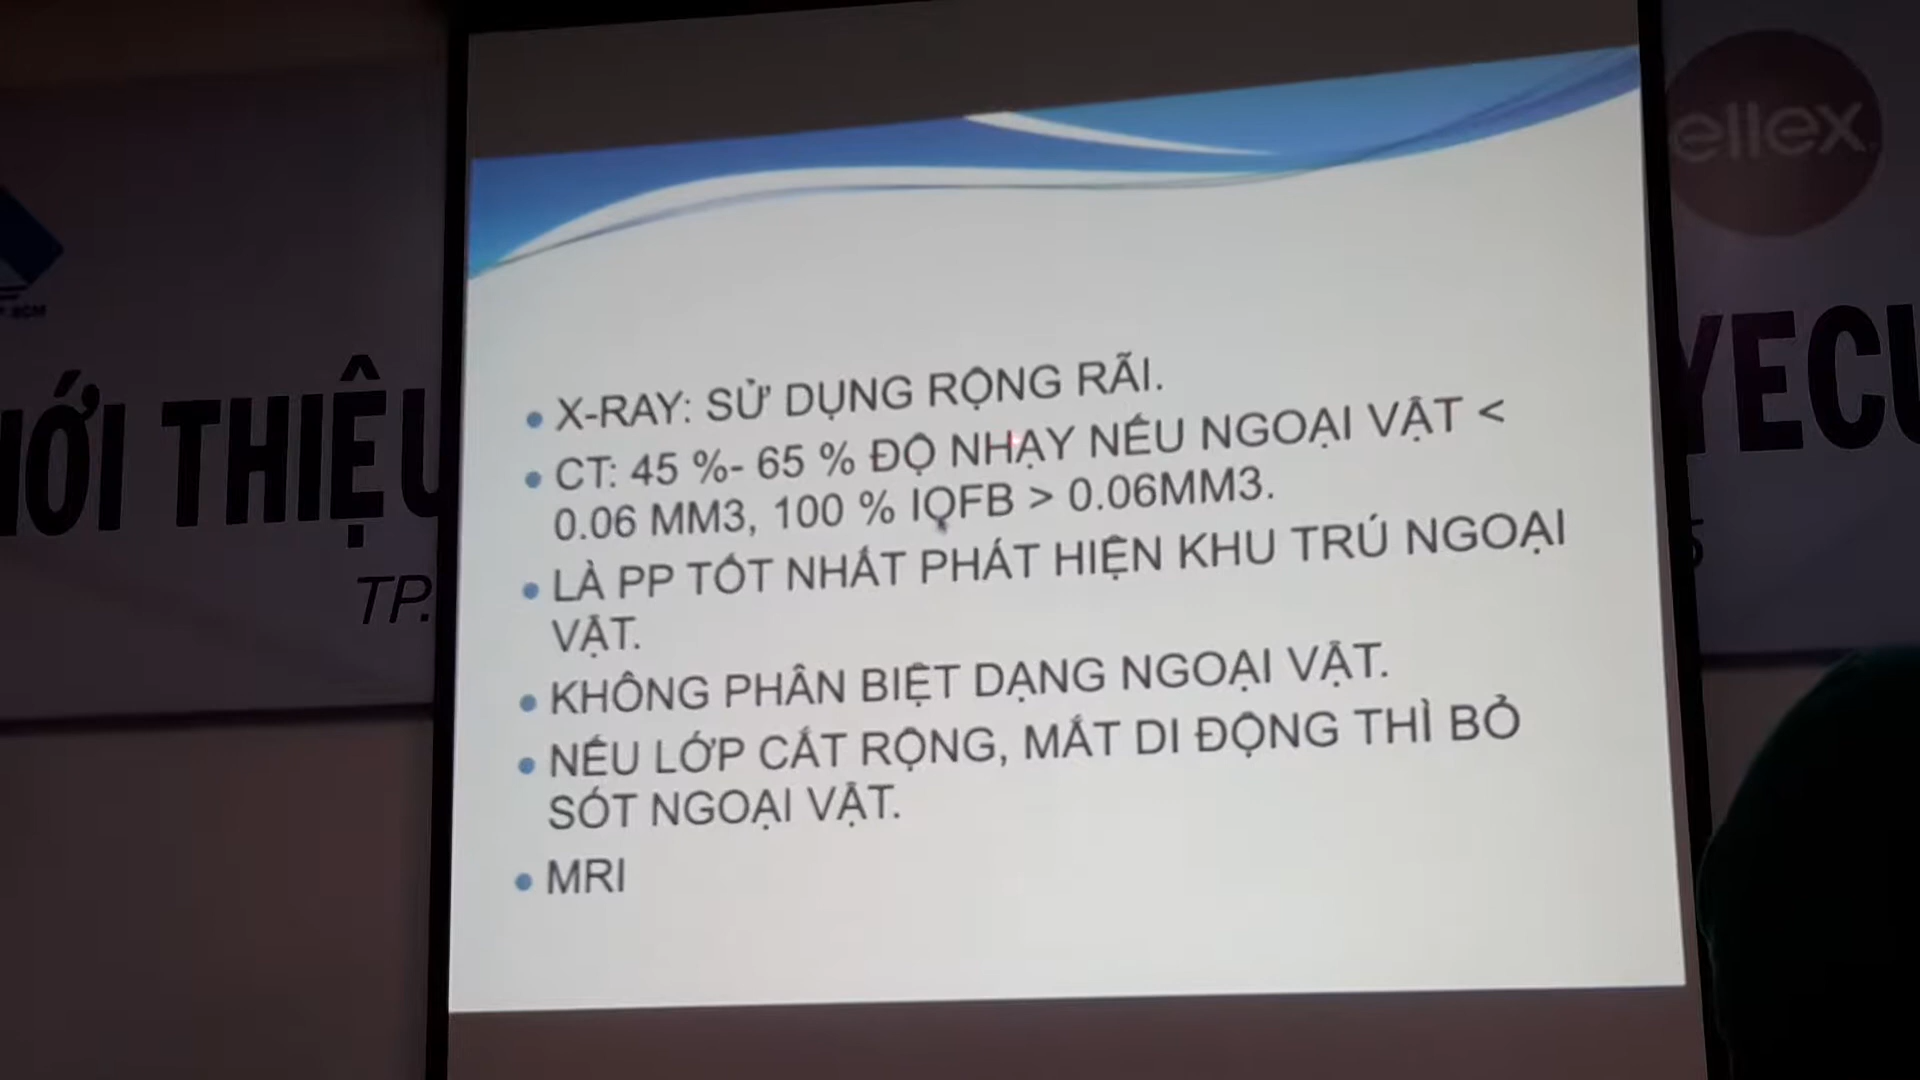 ellex
ƯỚI THIỆU
YECU
TP.
X-RAY: SỬ DỤNG RỘNG RÃI.
CT: 45 %- 65 % ĐỘ NHẠY NẾU NGOẠI VẬT <
0.06 MM3, 100 % IOFB > 0.06MM3.
LÀ PP TỐT NHẤT PHÁT HIỆN KHU TRÚ NGOẠI
VẬT.
KHÔNG PHÂN BIỆT DẠNG NGOẠI VẬT.
NẾU LỚP CẮT RỘNG, MẮT DI ĐỘNG THÌ BỎ
SÓT NGOẠI VẬT.
MRI